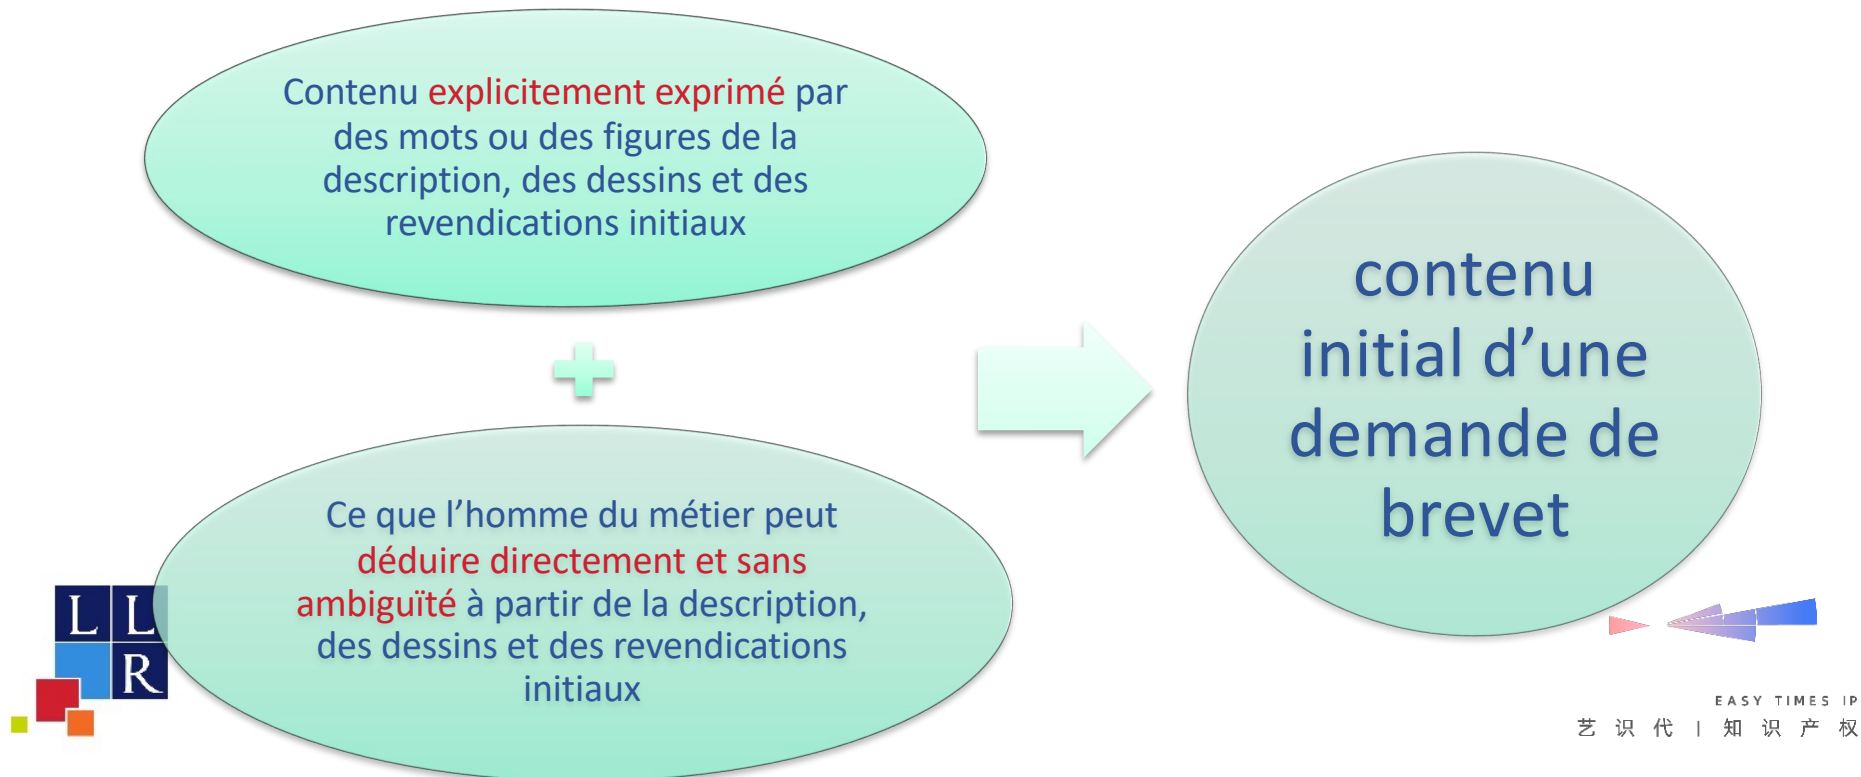 Contenu explicitement exprimé par
des mots ou des figures de la
description, des dessins et des
revendications initiaux
Ce que l’homme du métier peut
déduire directement et sans
ambiguïté à partir de la description,
des dessins et des revendications
initiaux
contenu
initial d’une
demande de
brevet
L L
R
EASY TIMES IP
艺识代 | 知识产权